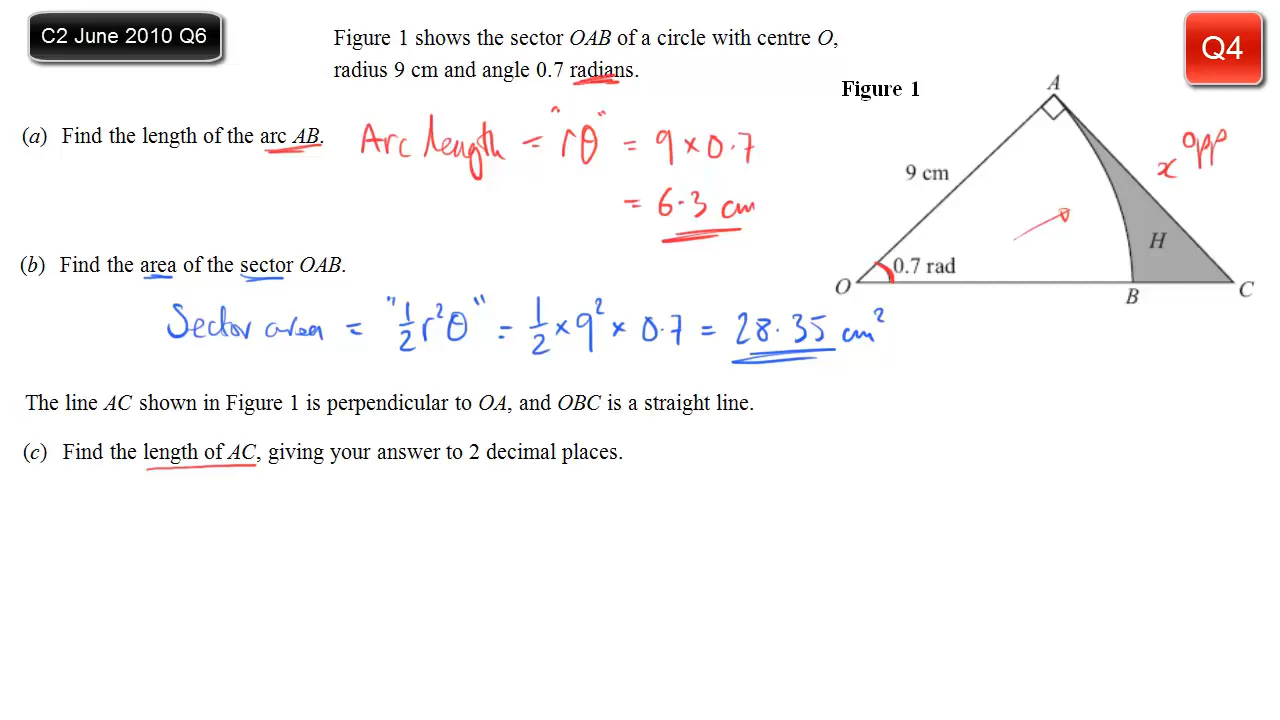 C2 June 2010 Q6
Figure 1 shows the sector OAB of a circle with centre O,
radius 9 cm and angle 0.7 radians.
Q4
Figure 1
(a) Find the length of the arc AB.
Arc length = "rθ" = 9 × 0.7
= 6.3 cm
A
9 cm
x opp
H
0.7 rad
O
B
C
(b) Find the area of the sector OAB.
Sector area = "½r²θ" = ½ × 9² × 0.7 = 28.35 cm²
The line AC shown in Figure 1 is perpendicular to OA, and OBC is a straight line.
(c) Find the length of AC, giving your answer to 2 decimal places.